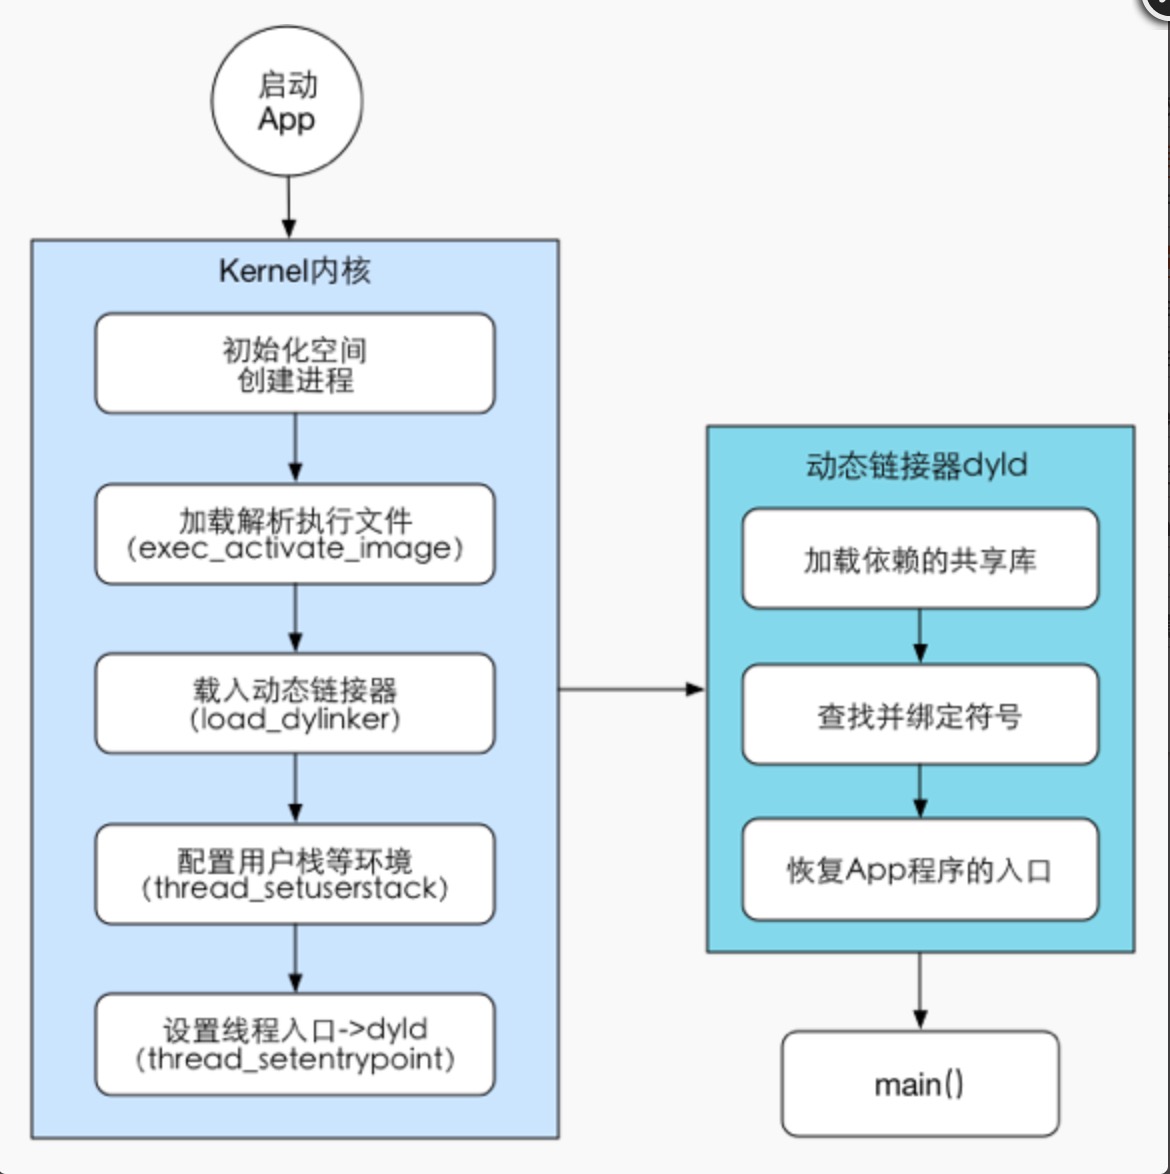 启动
App
Kernel内核
初始化空间
创建进程
加载解析执行文件
(exec_activate_image)
载入动态链接器
(load_dylinker)
配置用户栈等环境
(thread_setuserstack)
设置线程入口->dyld
(thread_setentrypoint)
动态链接器dyld
加载依赖的共享库
查找并绑定符号
恢复App程序的入口
main()